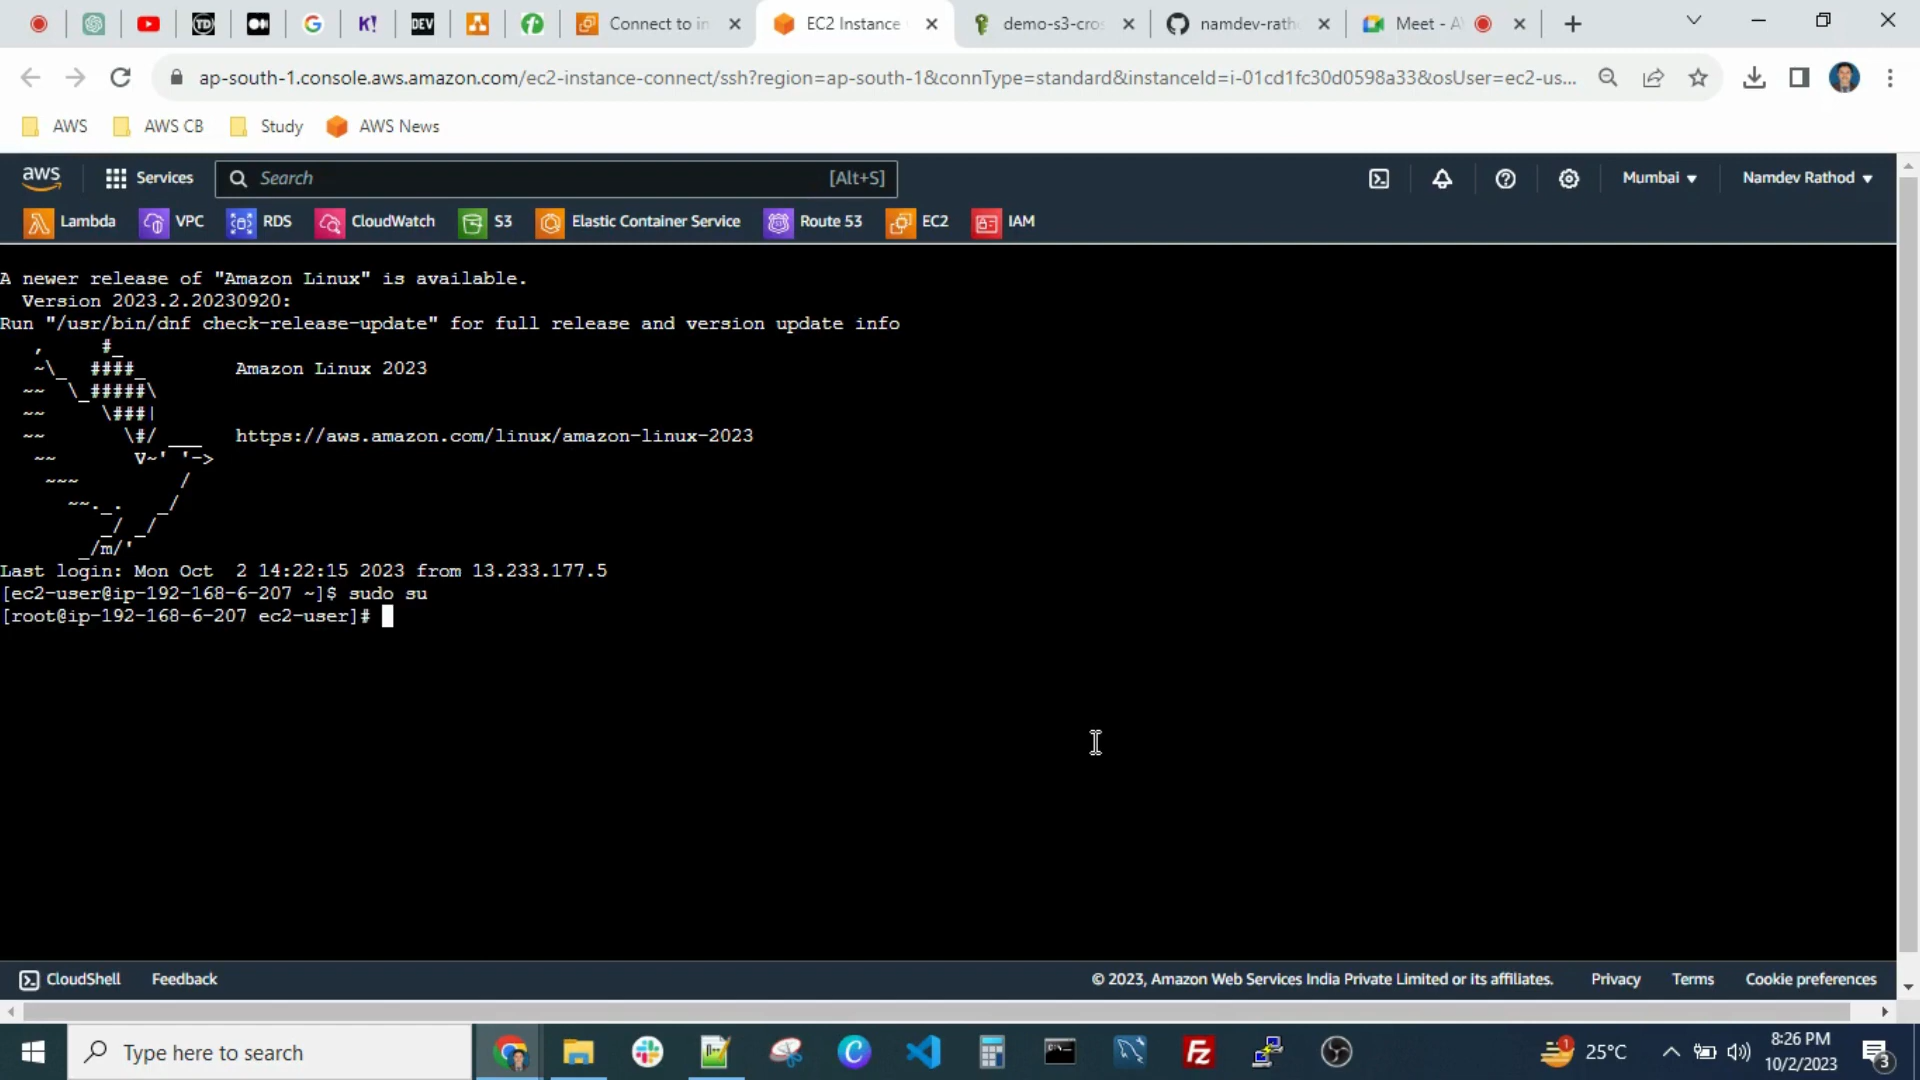 Connect to in
EC2 Instance
demo-s3-cros
namdev-rath
Meet - A
ap-south-1.console.aws.amazon.com/ec2-instance-connect/ssh?region=ap-south-1&connType=standard&instanceId=i-01cd1fc30d0598a33&osUser=ec2-us...
AWS
AWS CB
Study
AWS News
aws
Services
Search
[Alt+S]
Mumbai
Namdev Rathod
Lambda
VPC
RDS
CloudWatch
S3
Elastic Container Service
Route 53
EC2
IAM
A newer release of "Amazon Linux" is available.
Version 2023.2.20230920:
Run "/usr/bin/dnf check-release-update" for full release and version update info
   ,     #_
   ~\_  ####_        Amazon Linux 2023
  ~~  \_#####\
  ~~     \###|
  ~~       \#/ ___   https://aws.amazon.com/linux/amazon-linux-2023
   ~~       V~' '->
    ~~~         /
      ~~._.   _/
         _/ _/
       _/m/'
Last login: Mon Oct  2 14:22:15 2023 from 13.233.177.5
[ec2-user@ip-192-168-6-207 ~]$ sudo su
[root@ip-192-168-6-207 ec2-user]#
CloudShell
Feedback
© 2023, Amazon Web Services India Private Limited or its affiliates.
Privacy
Terms
Cookie preferences
Type here to search
25°C
8:26 PM
10/2/2023
3